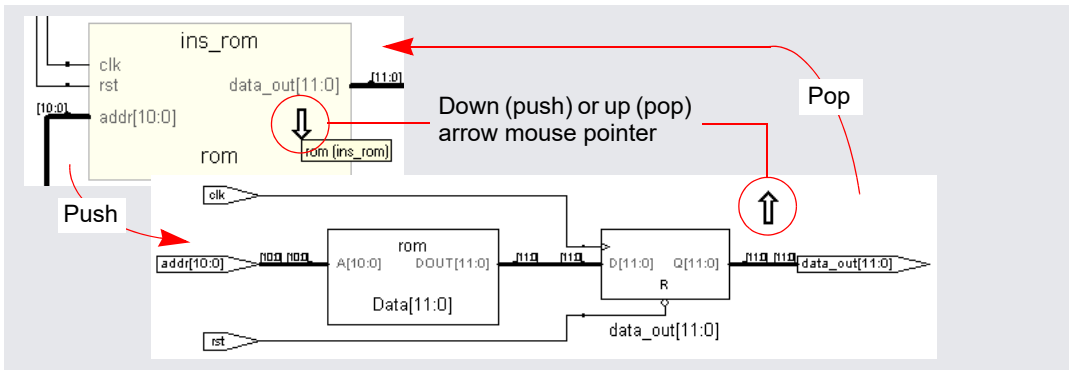 ins_rom
clk
rst
data_out[11:0]
[11:0]
[10:0]
addr[10:0]
rom
rom (ins_rom)
Down (push) or up (pop)
arrow mouse pointer
Pop
Push
clk
addr[10:0]
[10:0] [10:0]
rom
A[10:0] DOUT[11:0]
Data[11:0]
[11:0] [11:0]
D[11:0] Q[11:0]
R
data_out[11:0]
[11:0] [11:0]
data_out[11:0]
rst